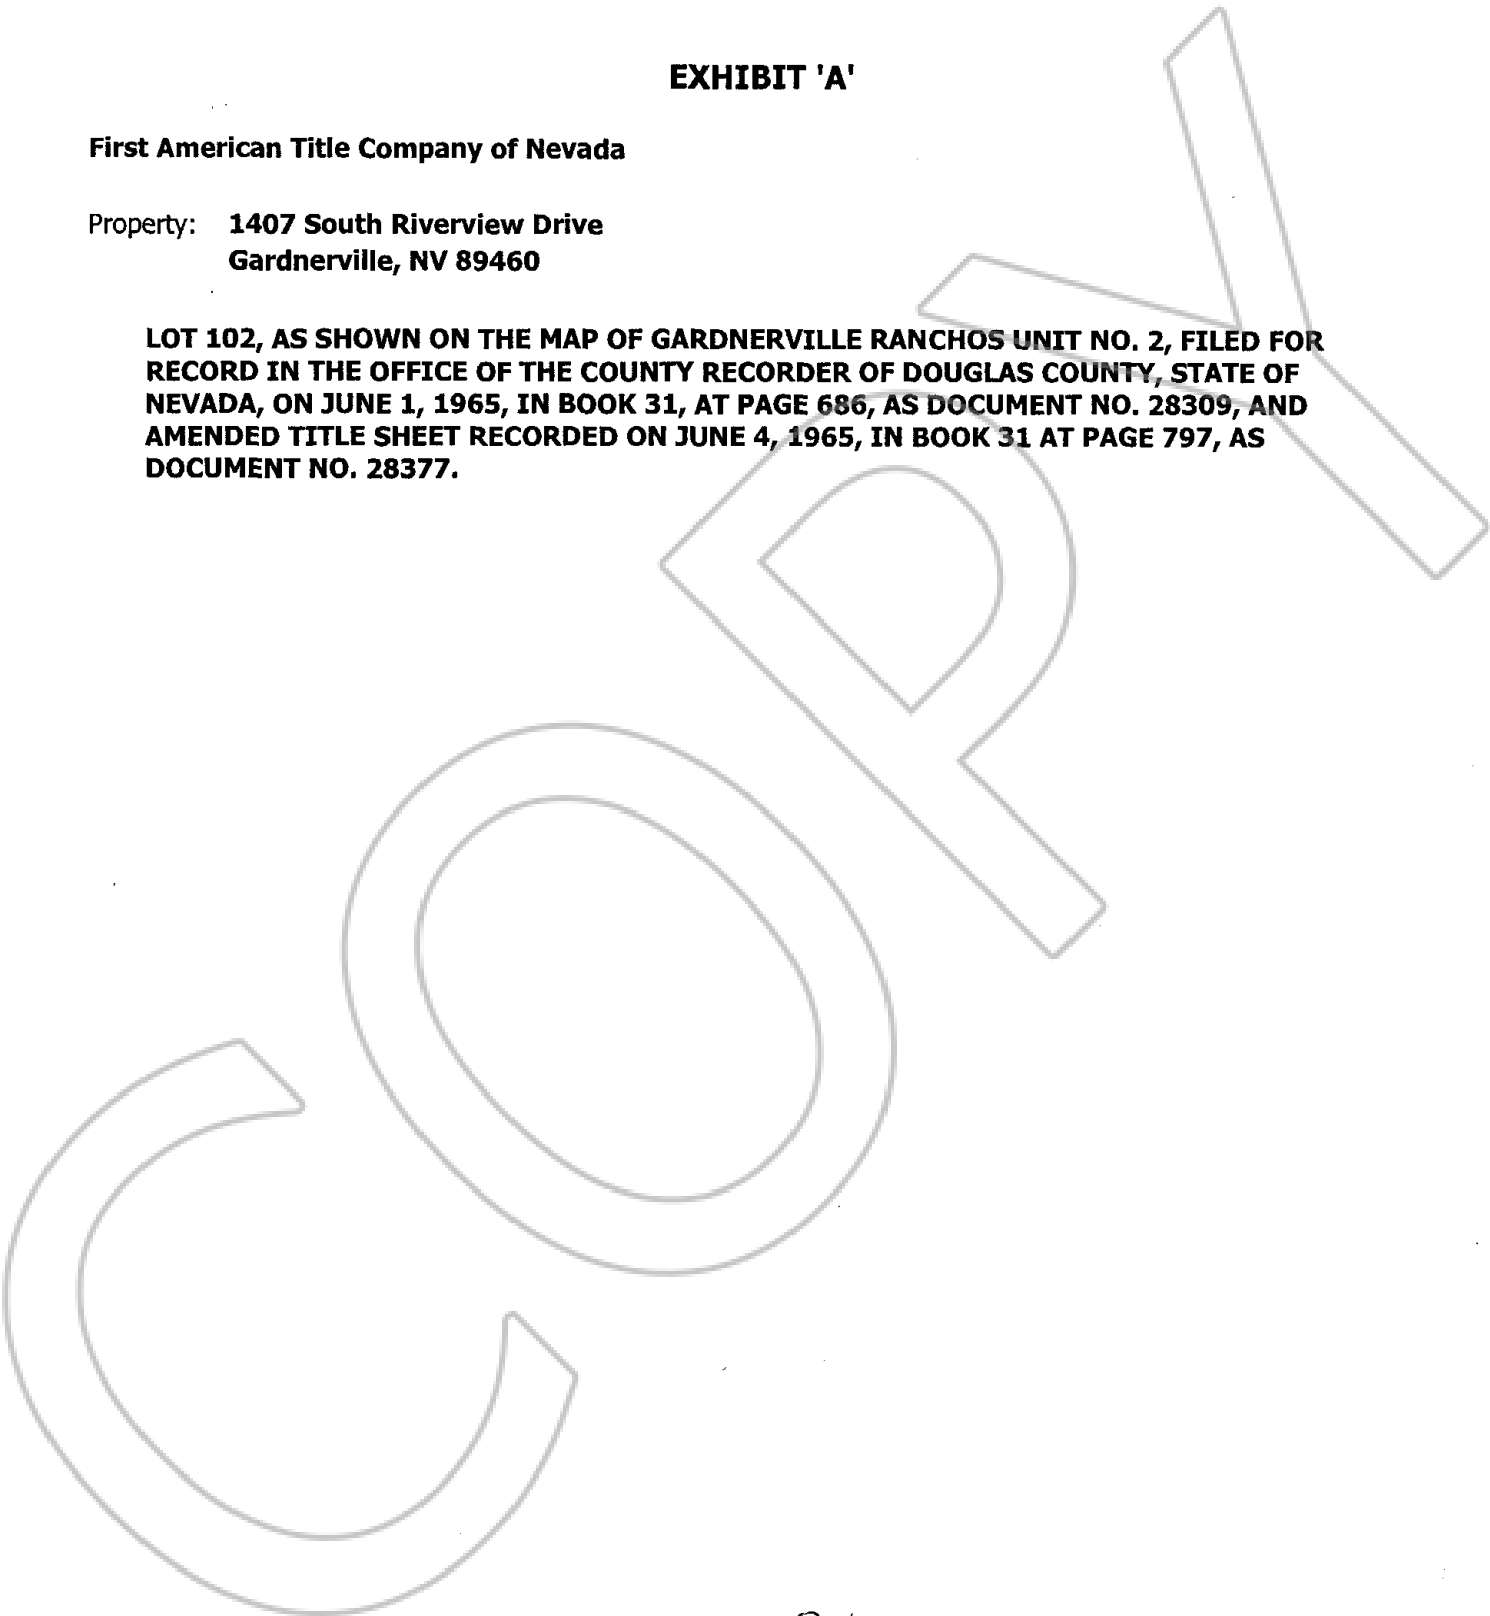 EXHIBIT 'A'
First American Title Company of Nevada
Property: 1407 South Riverview Drive
Gardnerville, NV 89460
LOT 102, AS SHOWN ON THE MAP OF GARDNERVILLE RANCHOS UNIT NO. 2, FILED FOR
RECORD IN THE OFFICE OF THE COUNTY RECORDER OF DOUGLAS COUNTY, STATE OF
NEVADA, ON JUNE 1, 1965, IN BOOK 31, AT PAGE 686, AS DOCUMENT NO. 28309, AND
AMENDED TITLE SHEET RECORDED ON JUNE 4, 1965, IN BOOK 31 AT PAGE 797, AS
DOCUMENT NO. 28377.
COPY